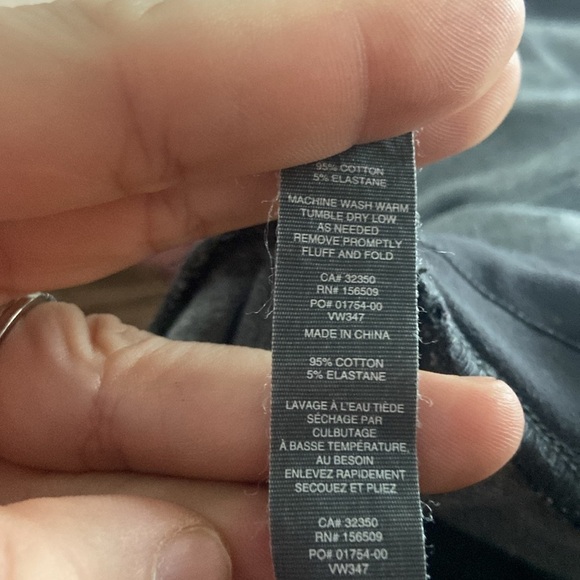 95% COTTON
5% ELASTANE
MACHINE WASH WARM
TUMBLE DRY LOW
AS NEEDED
REMOVE PROMPTLY
FLUFF AND FOLD
CA# 32350
RN# 156509
PO# 01754-00
VW347
MADE IN CHINA
95% COTTON
5% ELASTANE
LAVAGE À L'EAU TIÈDE
SÉCHAGE PAR
CULBUTAGE
À BASSE TEMPÉRATURE,
AU BESOIN
ENLEVEZ RAPIDEMENT
SECOUEZ ET PLIEZ
CA# 32350
RN# 156509
PO# 01754-00
VW347